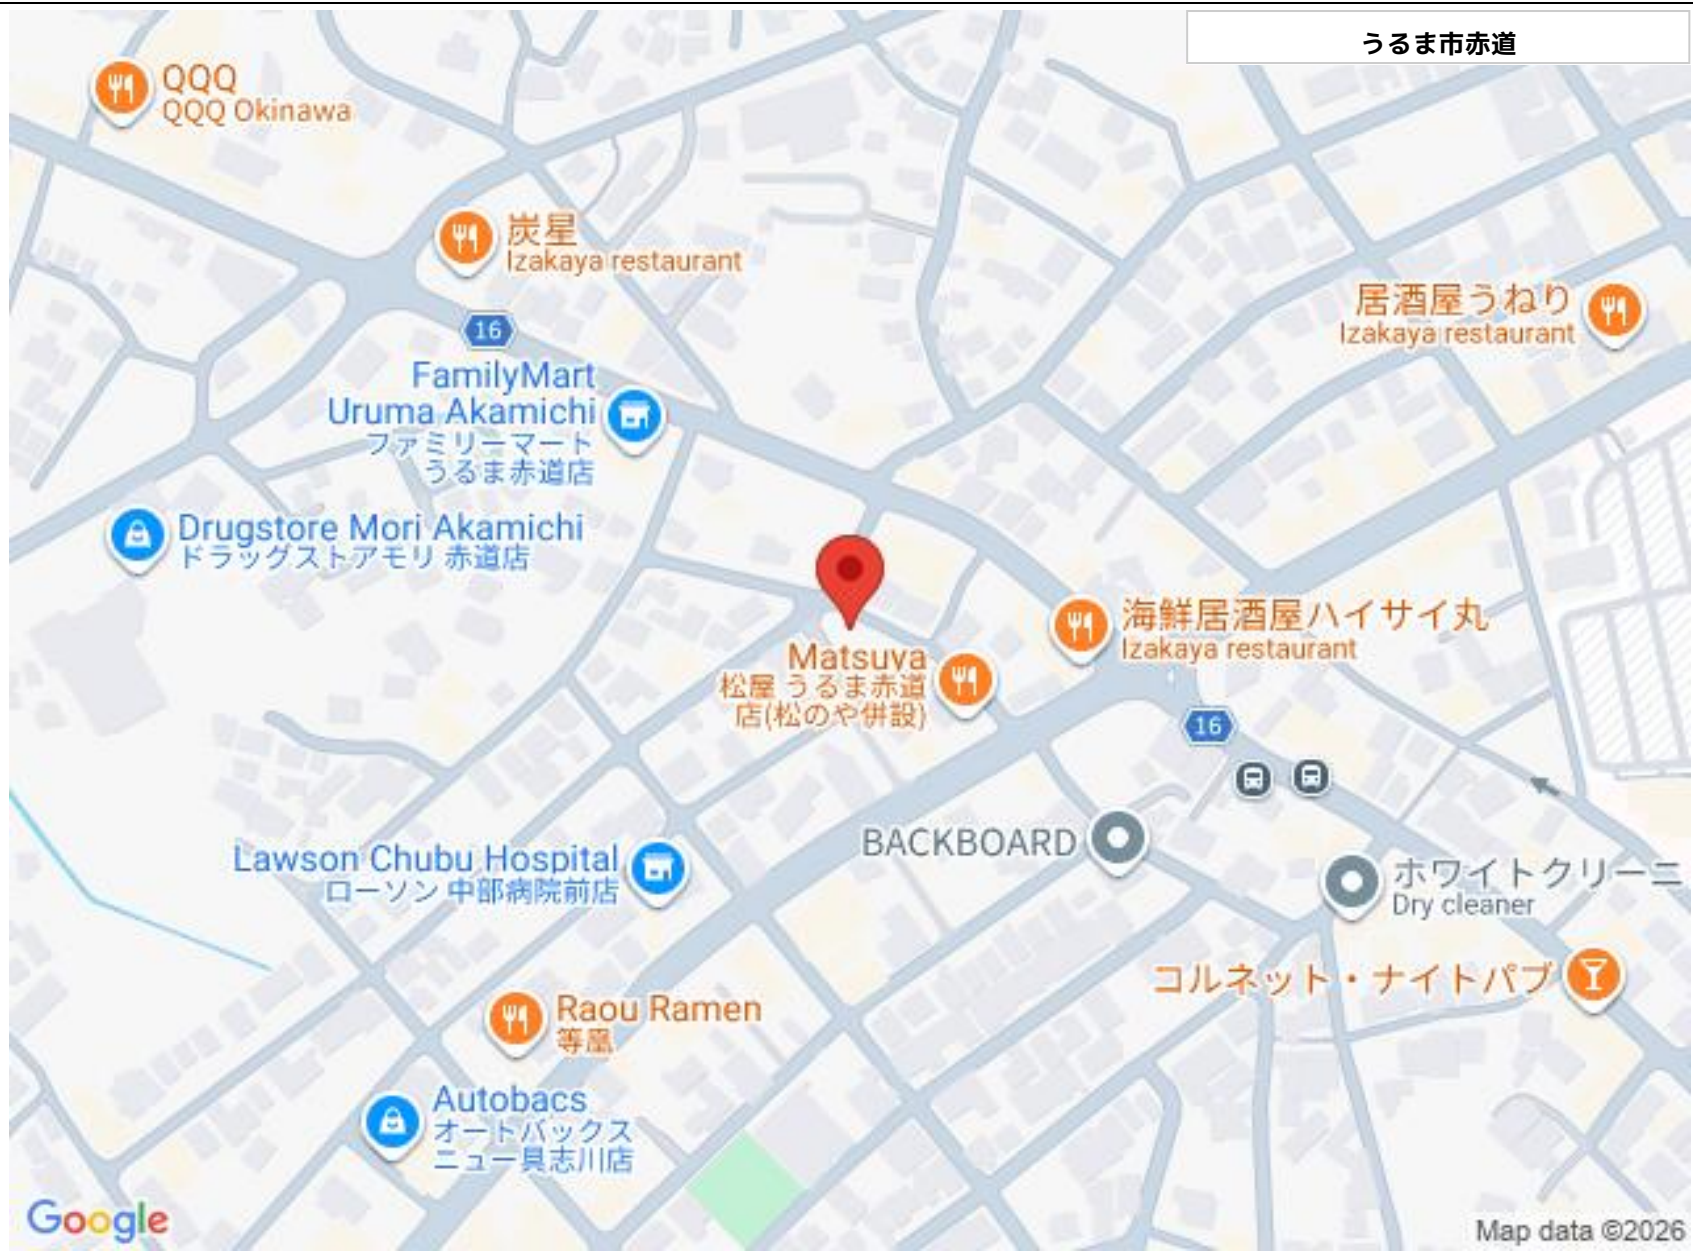 うるま市赤道
QQQ
QQQ Okinawa
炭星
Izakaya restaurant
居酒屋うねり
Izakaya restaurant
16
FamilyMart
Uruma Akamichi
ファミリーマート
うるま赤道店
Drugstore Mori Akamichi
ドラッグストアモリ 赤道店
海鮮居酒屋ハイサイ丸
Izakaya restaurant
Matsuya
松屋 うるま赤道
店(松のや併設)
16
BACKBOARD
Lawson Chubu Hospital
ローソン 中部病院前店
ホワイトクリーニ
Dry cleaner
コルネット・ナイトパブ
Raou Ramen
等凰
Autobacs
オートバックス
ニュー具志川店
Google
Map data ©2026